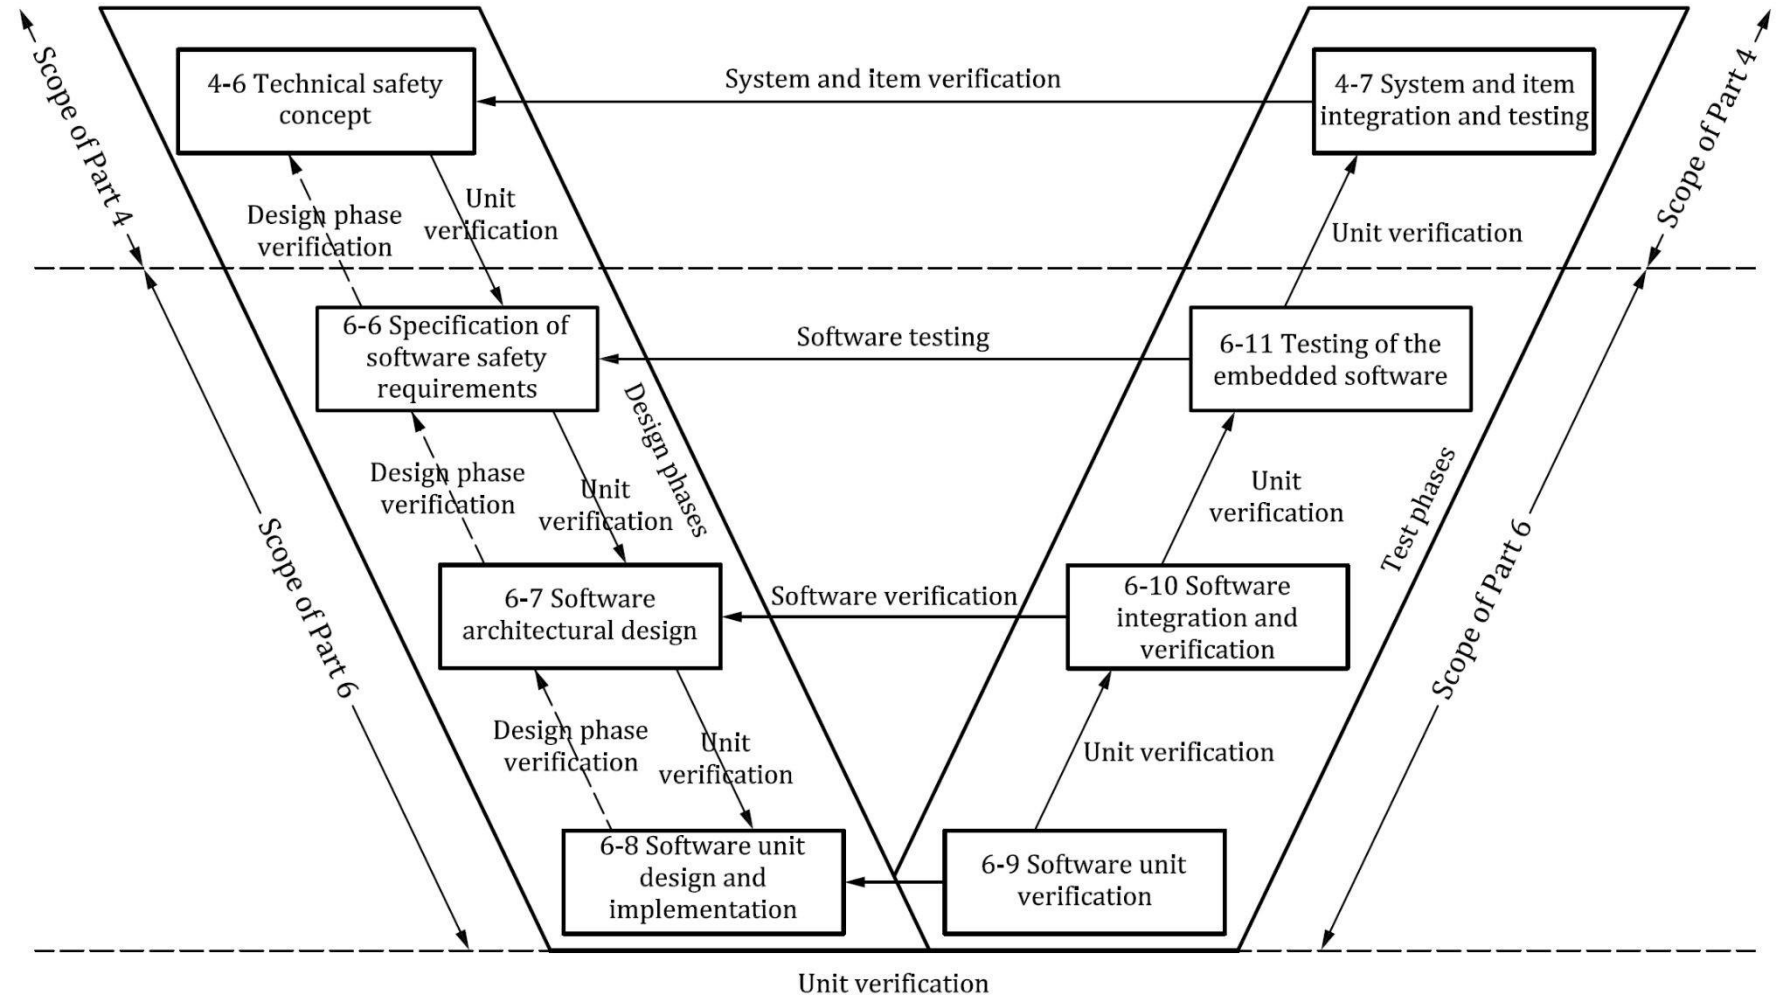 4-6 Technical safety
concept
System and item verification
4-7 System and item
integration and testing
Scope of Part 4
Scope of Part 4
Design phase
verification
Unit
verification
Unit verification
6-6 Specification of
software safety
requirements
Software testing
6-11 Testing of the
embedded software
Design phases
Test phases
Design phase
verification
Unit
verification
Unit
verification
Scope of Part 6
Scope of Part 6
6-7 Software
architectural design
Software verification
6-10 Software
integration and
verification
Design phase
verification
Unit
verification
Unit verification
6-8 Software unit
design and
implementation
6-9 Software unit
verification
Unit verification